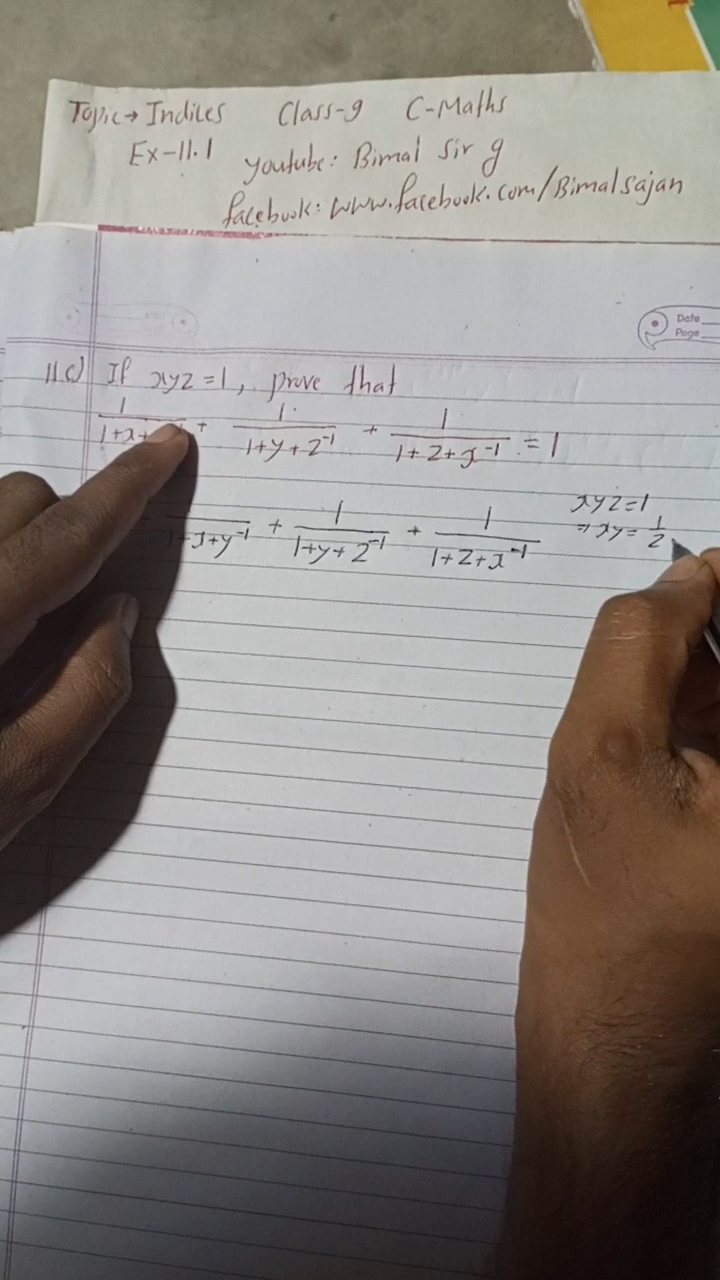 Topic → Indices Class-9 C-Maths
Ex-11.1 youtube: Bimal Sir g
facebook: www.facebook.com/Bimalsajan
Date
Page
11.c) If xyz = 1, prove that
1/(1+x+ + 1/(1+y+z⁻¹) + 1/(1+z+x⁻¹) = 1
+x+y⁻¹ + 1/(1+y+z⁻¹) + 1/(1+z+x⁻¹)
xyz=1
⇒ xy = 1/z